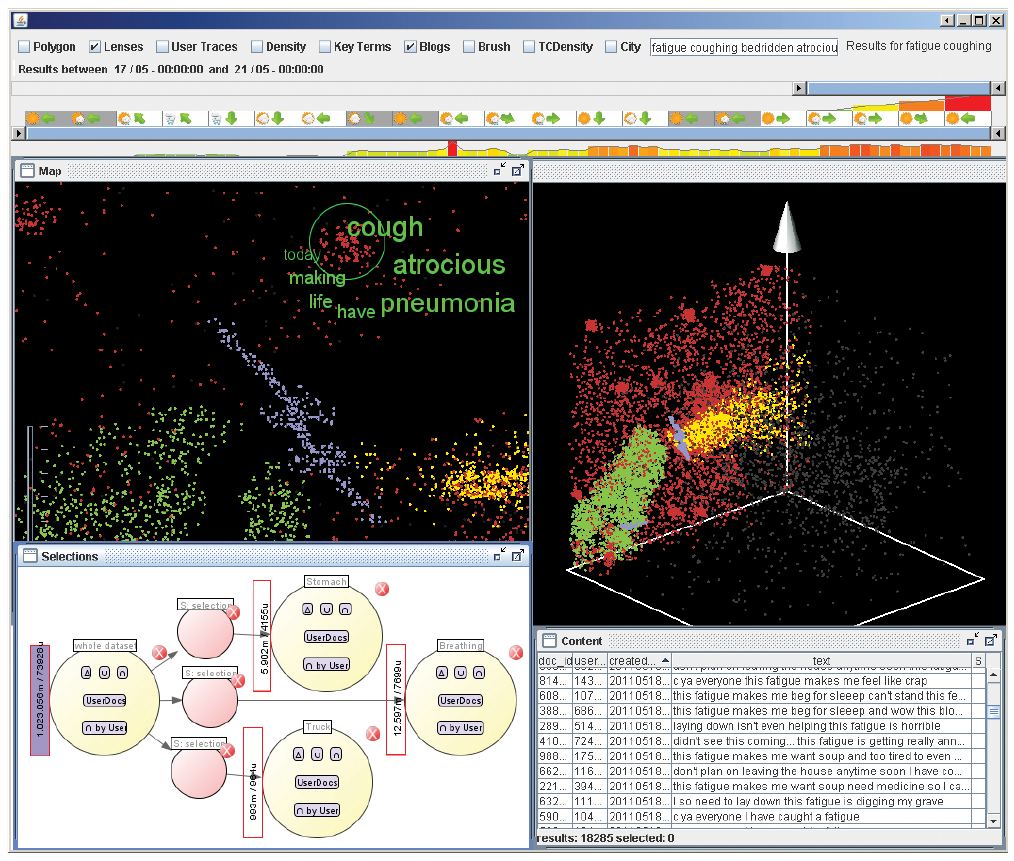 Polygon Lenses User Traces Density Key Terms Blogs Brush TCDensity City fatigue coughing bedridden atrociou Results for fatigue coughing
Results between 17 / 05 - 00:00:00 and 21 / 05 - 00:00:00
Map
cough
today
atrocious
making
life
have
pneumonia
Selections
whole dataset
UserDocs
∩ by User
S: selection
S: selection
S: selection
Stomach
UserDocs
∩ by User
Breathing
UserDocs
∩ by User
Truck
UserDocs
∩ by User
5.902m / 4155u
12.597m / 7699u
Content
doc_id user... created... text S
814... 143... 20110518... c ya everyone this fatigue makes me feel like crap
608... 107... 20110518... this fatigue makes me beg for sleeep can't stand this fe...
388... 686... 20110518... this fatigue makes me beg for sleeep and wow this blo...
289... 514... 20110518... laying down isn't even helping this fatigue is horrible
410... 724... 20110518... didn't see this coming... this fatigue is getting really ann...
900... 175... 20110518... this fatigue makes me want soup and too tired to even ...
662... 116... 20110518... don't plan on leaving the house anytime soon I have co...
221... 394... 20110518... this fatigue makes me want soup need medicine so I ca...
632... 111... 20110518... I so need to lay down this fatigue is digging my grave
590... 104... 20110518... c ya everyone I have caught a fatigue
results: 18285 selected: 0